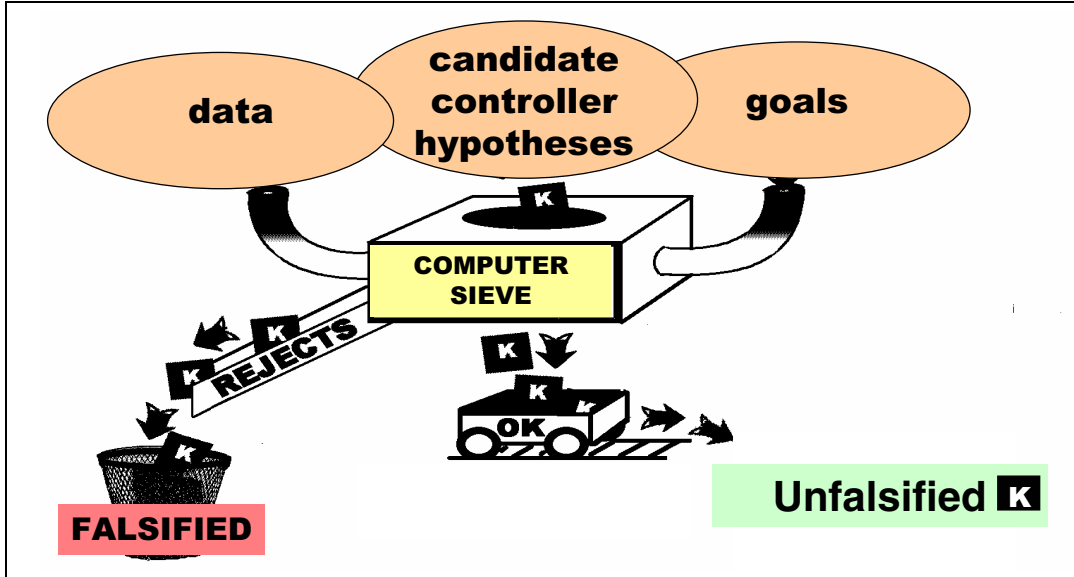 data
candidate
controller
hypotheses
goals
K
COMPUTER
SIEVE
K
REJECTS
K
K
K
K
K
OK
FALSIFIED
Unfalsified K